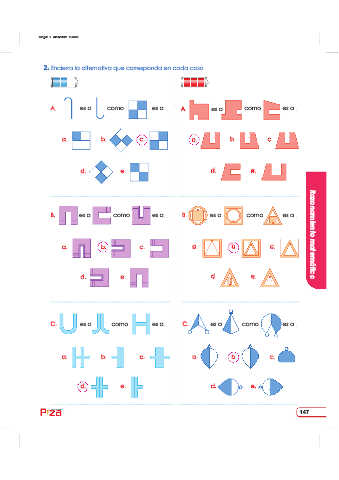 2. Encierra la alternativa que corresponda en cada caso
A. es a como es a
A. es a como es a
a. b. c.
a. b. c.
d. e.
d. e.
B. es a como es a
B. es a como es a
a. b. c.
a. b. c.
d. e.
d. e.
C. es a como es a
C. es a como es a
a. b. c.
a. b. c.
d. e.
d. e.
Razonamiento matemático
147